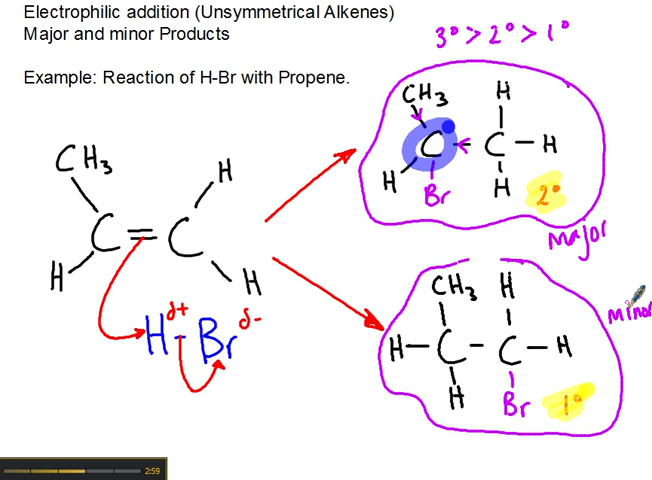 Electrophilic addition (Unsymmetrical Alkenes)
Major and minor Products
3° > 2° > 1°
Example: Reaction of H-Br with Propene.
CH3 H
C - C - H
H Br H
2°
Major
CH3 H
C = C
H H
δ+ δ-
H - Br
CH3 H
H - C - C - H
H Br
1°
minor
2:59